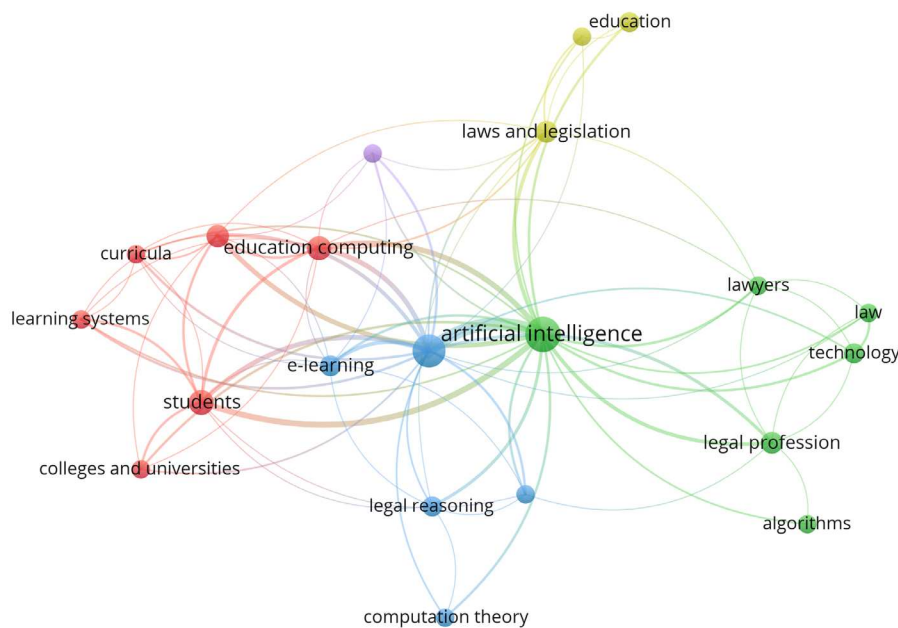 education
laws and legislation
education computing
curricula
lawyers
law
learning systems
artificial intelligence
technology
e-learning
students
legal profession
colleges and universities
legal reasoning
algorithms
computation theory